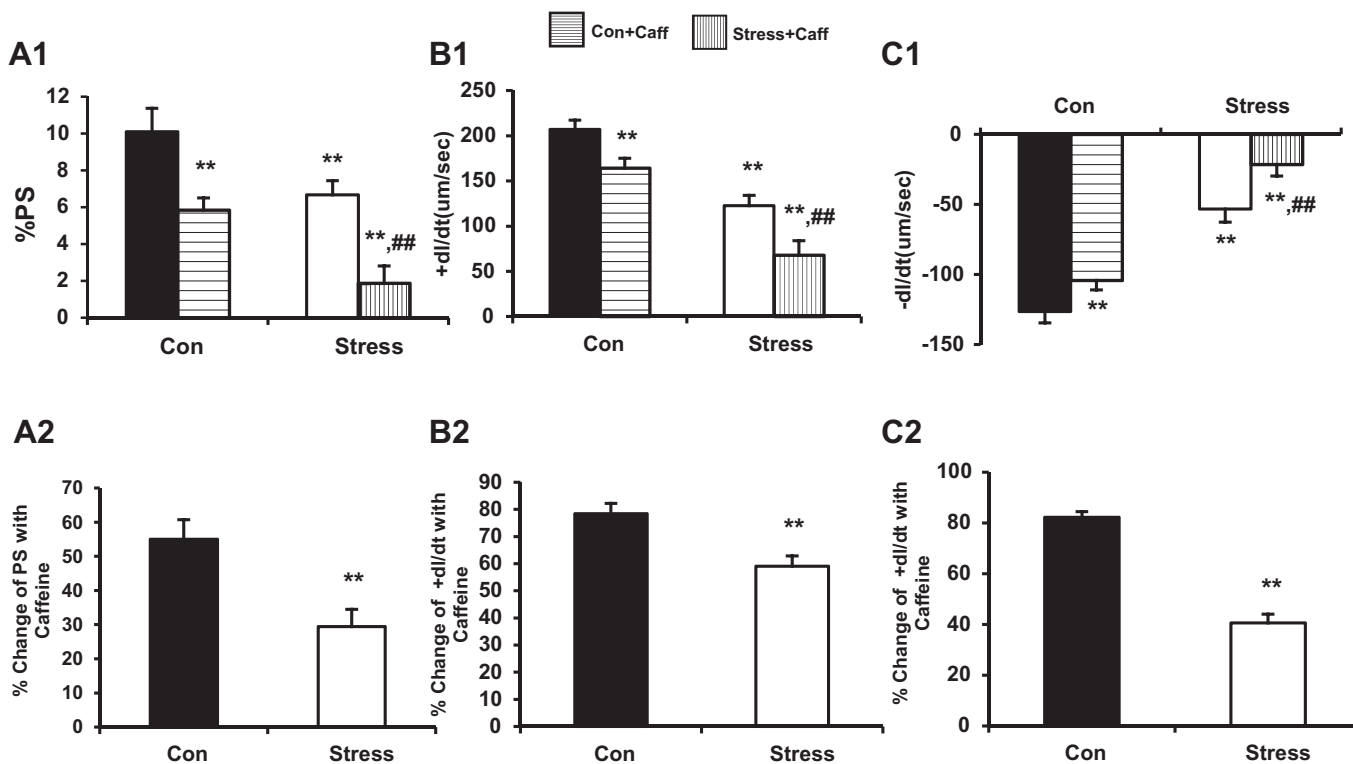 Con+Caff
Stress+Caff
A1
%PS
12
10
8
6
4
2
0
**
**
**,##
Con
Stress
B1
+dl/dt(um/sec)
250
200
150
100
50
0
**
**
**,##
Con
Stress
C1
-dl/dt(um/sec)
Con
Stress
0
-50
-100
-150
**
**
**,##
A2
% Change of PS with
Caffeine
70
60
50
40
30
20
10
0
**
Con
Stress
B2
% Change of +dl/dt with
Caffeine
90
80
70
60
50
40
30
20
10
0
**
Con
Stress
C2
% Change of +dl/dt with
Caffeine
100
80
60
40
20
0
**
Con
Stress